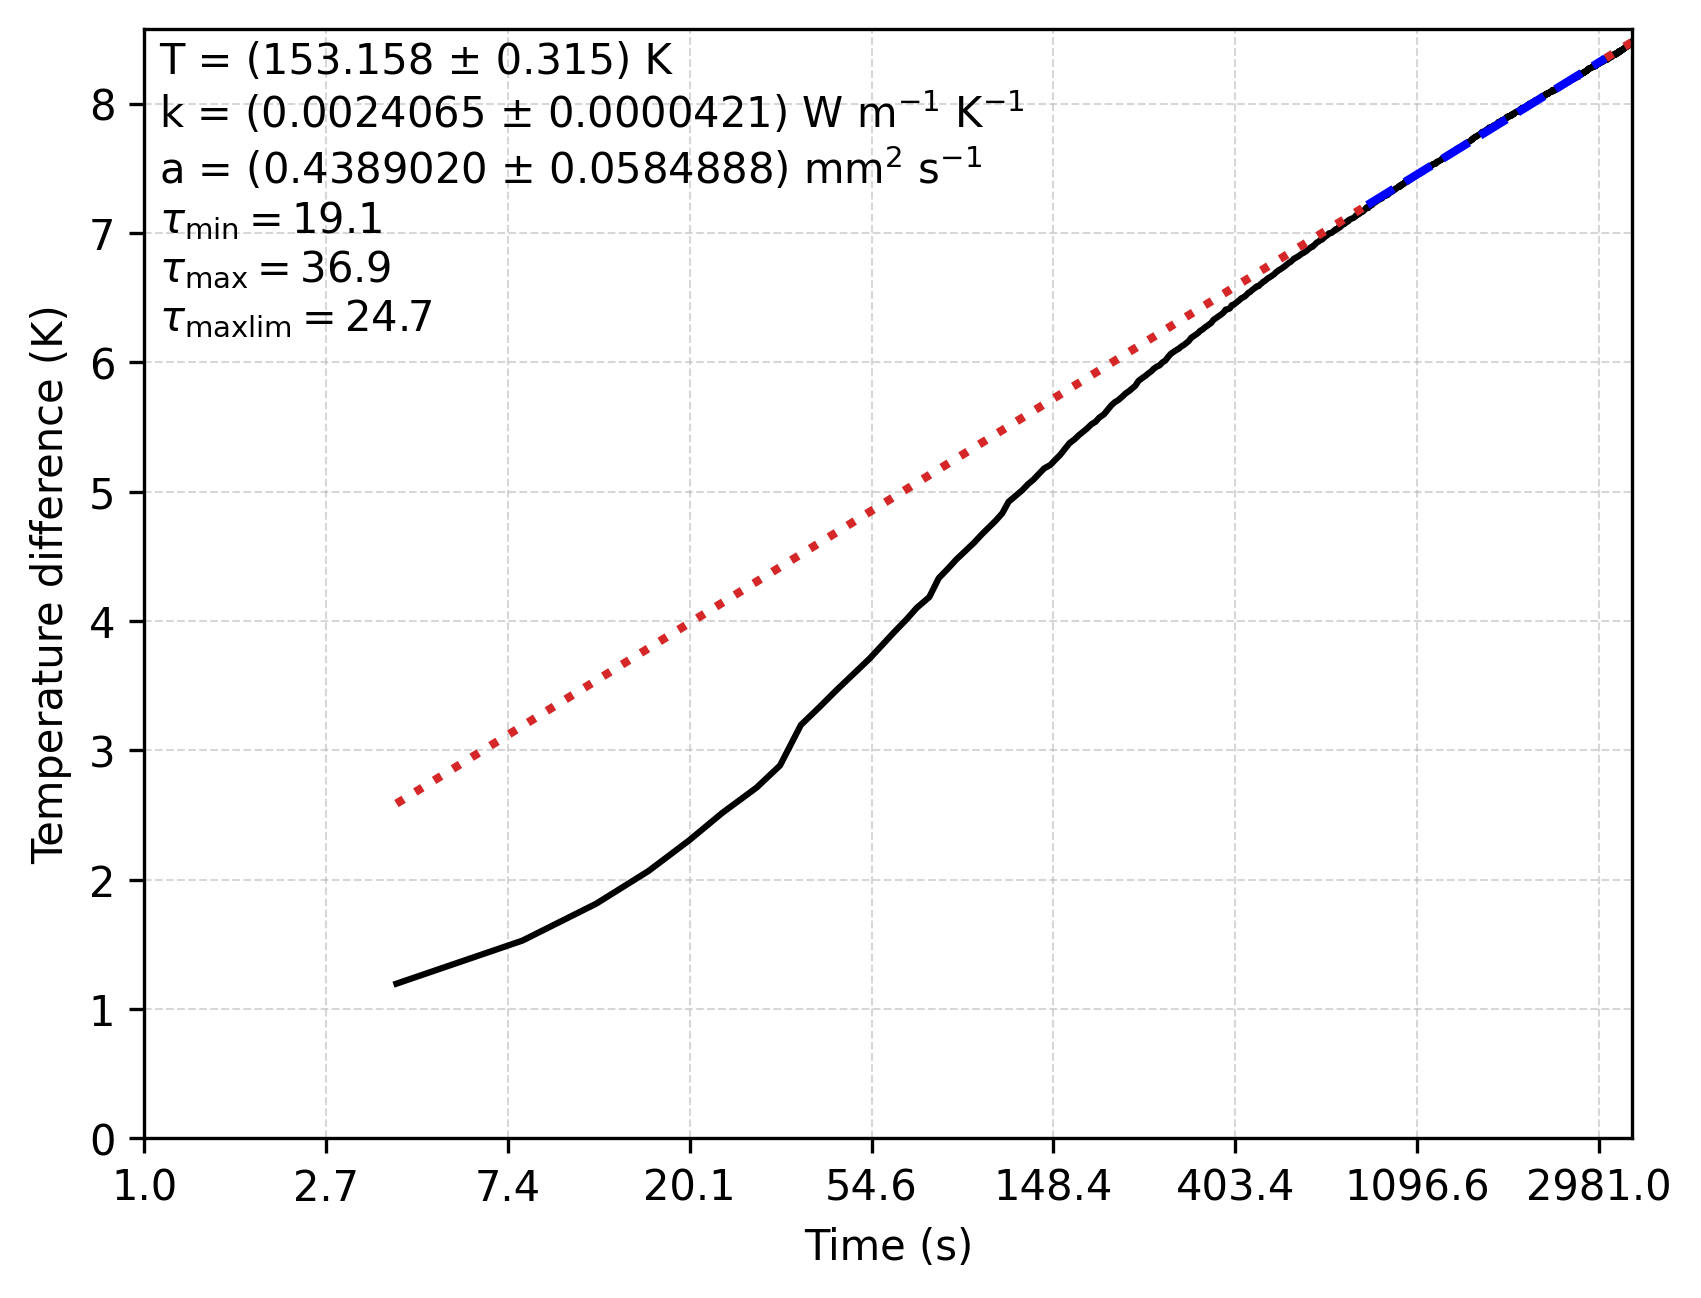 T = (153.158 ± 0.315) K
k = (0.0024065 ± 0.0000421) W m⁻¹ K⁻¹
a = (0.4389020 ± 0.0584888) mm² s⁻¹
τmin = 19.1
τmax = 36.9
τmaxlim = 24.7
Temperature difference (K)
8
7
6
5
4
3
2
1
0
1.0 2.7 7.4 20.1 54.6 148.4 403.4 1096.6 2981.0
Time (s)